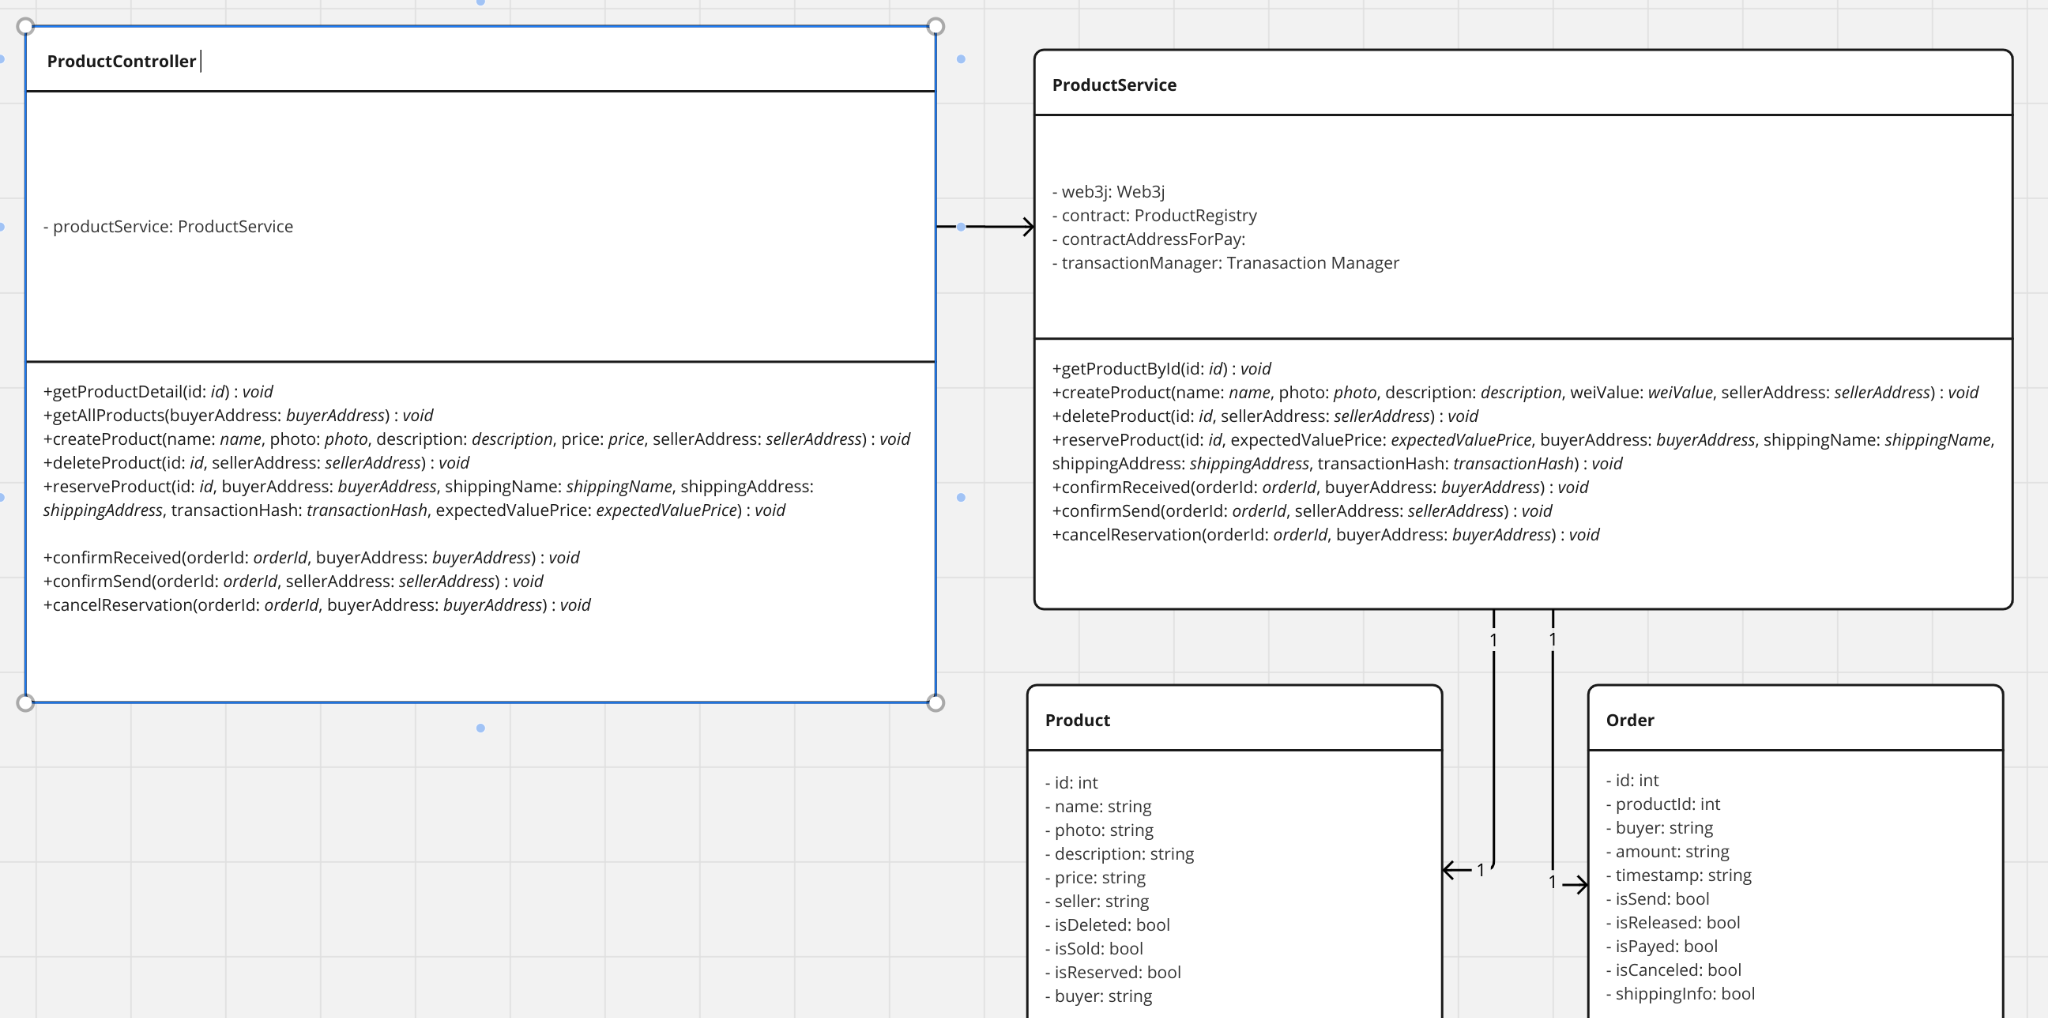 ProductController
- productService: ProductService
+getProductDetail(id: id) : void
+getAllProducts(buyerAddress: buyerAddress) : void
+createProduct(name: name, photo: photo, description: description, price: price, sellerAddress: sellerAddress) : void
+deleteProduct(id: id, sellerAddress: sellerAddress) : void
+reserveProduct(id: id, buyerAddress: buyerAddress, shippingName: shippingName, shippingAddress:
shippingAddress, transactionHash: transactionHash, expectedValuePrice: expectedValuePrice) : void
+confirmReceived(orderId: orderId, buyerAddress: buyerAddress) : void
+confirmSend(orderId: orderId, sellerAddress: sellerAddress) : void
+cancelReservation(orderId: orderId, buyerAddress: buyerAddress) : void
ProductService
- web3j: Web3j
- contract: ProductRegistry
- contractAddressForPay:
- transactionManager: Tranasaction Manager
+getProductById(id: id) : void
+createProduct(name: name, photo: photo, description: description, weiValue: weiValue, sellerAddress: sellerAddress) : void
+deleteProduct(id: id, sellerAddress: sellerAddress) : void
+reserveProduct(id: id, expectedValuePrice: expectedValuePrice, buyerAddress: buyerAddress, shippingName: shippingName,
shippingAddress: shippingAddress, transactionHash: transactionHash) : void
+confirmReceived(orderId: orderId, buyerAddress: buyerAddress) : void
+confirmSend(orderId: orderId, sellerAddress: sellerAddress) : void
+cancelReservation(orderId: orderId, buyerAddress: buyerAddress) : void
1
1
Product
- id: int
- name: string
- photo: string
- description: string
- price: string
- seller: string
- isDeleted: bool
- isSold: bool
- isReserved: bool
- buyer: string
1
1
Order
- id: int
- productId: int
- buyer: string
- amount: string
- timestamp: string
- isSend: bool
- isReleased: bool
- isPayed: bool
- isCanceled: bool
- shippingInfo: bool